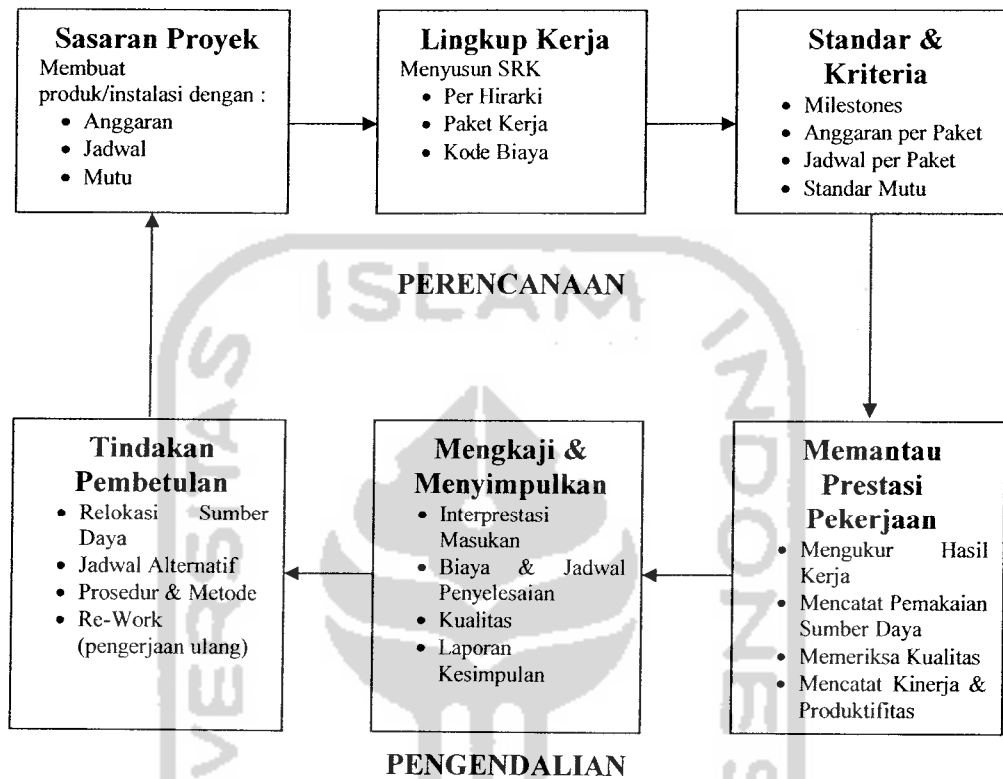 Sasaran Proyek
Membuat
produk/instalasi dengan :
• Anggaran
• Jadwal
• Mutu
Lingkup Kerja
Menyusun SRK
• Per Hirarki
• Paket Kerja
• Kode Biaya
Standar &
Kriteria
• Milestones
• Anggaran per Paket
• Jadwal per Paket
• Standar Mutu
PERENCANAAN
ISLAM
VERSITAS
INDONES
Tindakan
Pembetulan
• Relokasi Sumber
Daya
• Jadwal Alternatif
• Prosedur & Metode
• Re-Work
(pengerjaan ulang)
Mengkaji &
Menyimpulkan
• Interprestasi
Masukan
• Biaya & Jadwal
Penyelesaian
• Kualitas
• Laporan
Kesimpulan
Memantau
Prestasi
Pekerjaan
• Mengukur Hasil
Kerja
• Mencatat Pemakaian
Sumber Daya
• Memeriksa Kualitas
• Mencatat Kinerja &
Produktifitas
PENGENDALIAN